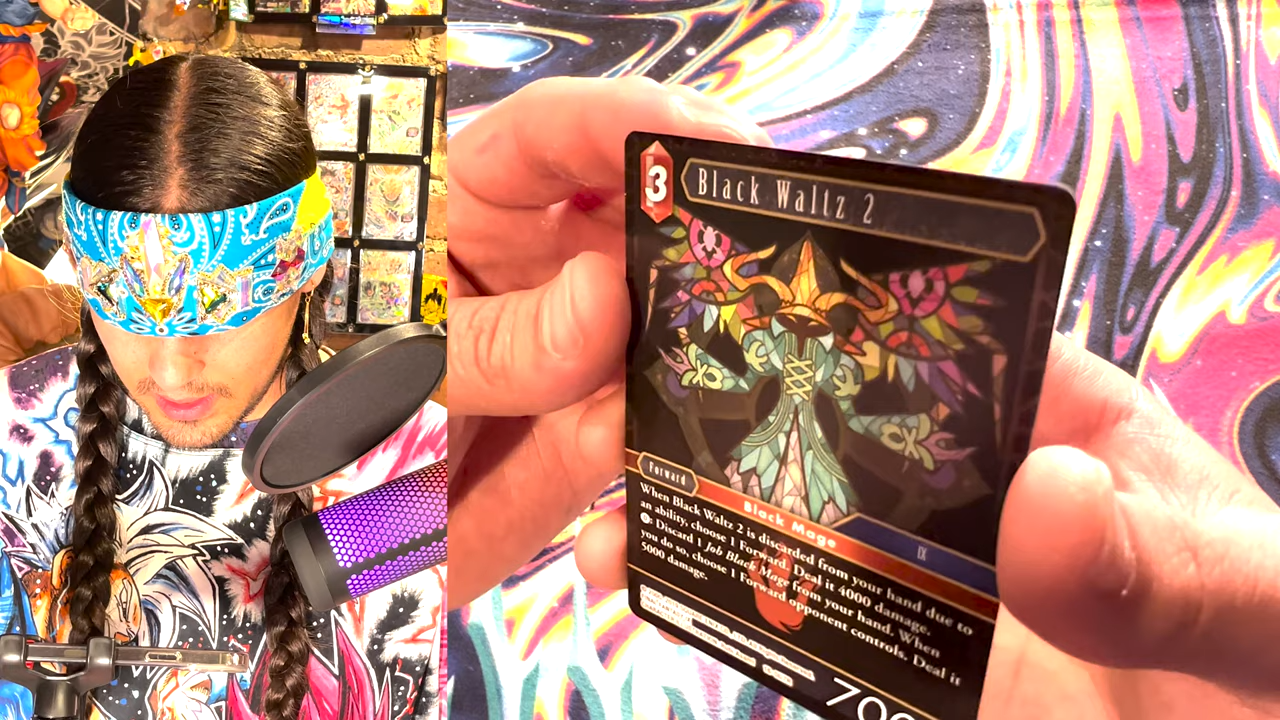 3
Black Waltz 2
Forward
Black Mage
IX
When Black Waltz 2 is discarded from your hand due to
an ability, choose 1 Forward. Deal it 4000 damage.
: Discard 1 Job Black Mage from your hand. When
you do so, choose 1 Forward opponent controls. Deal it
5000 damage.